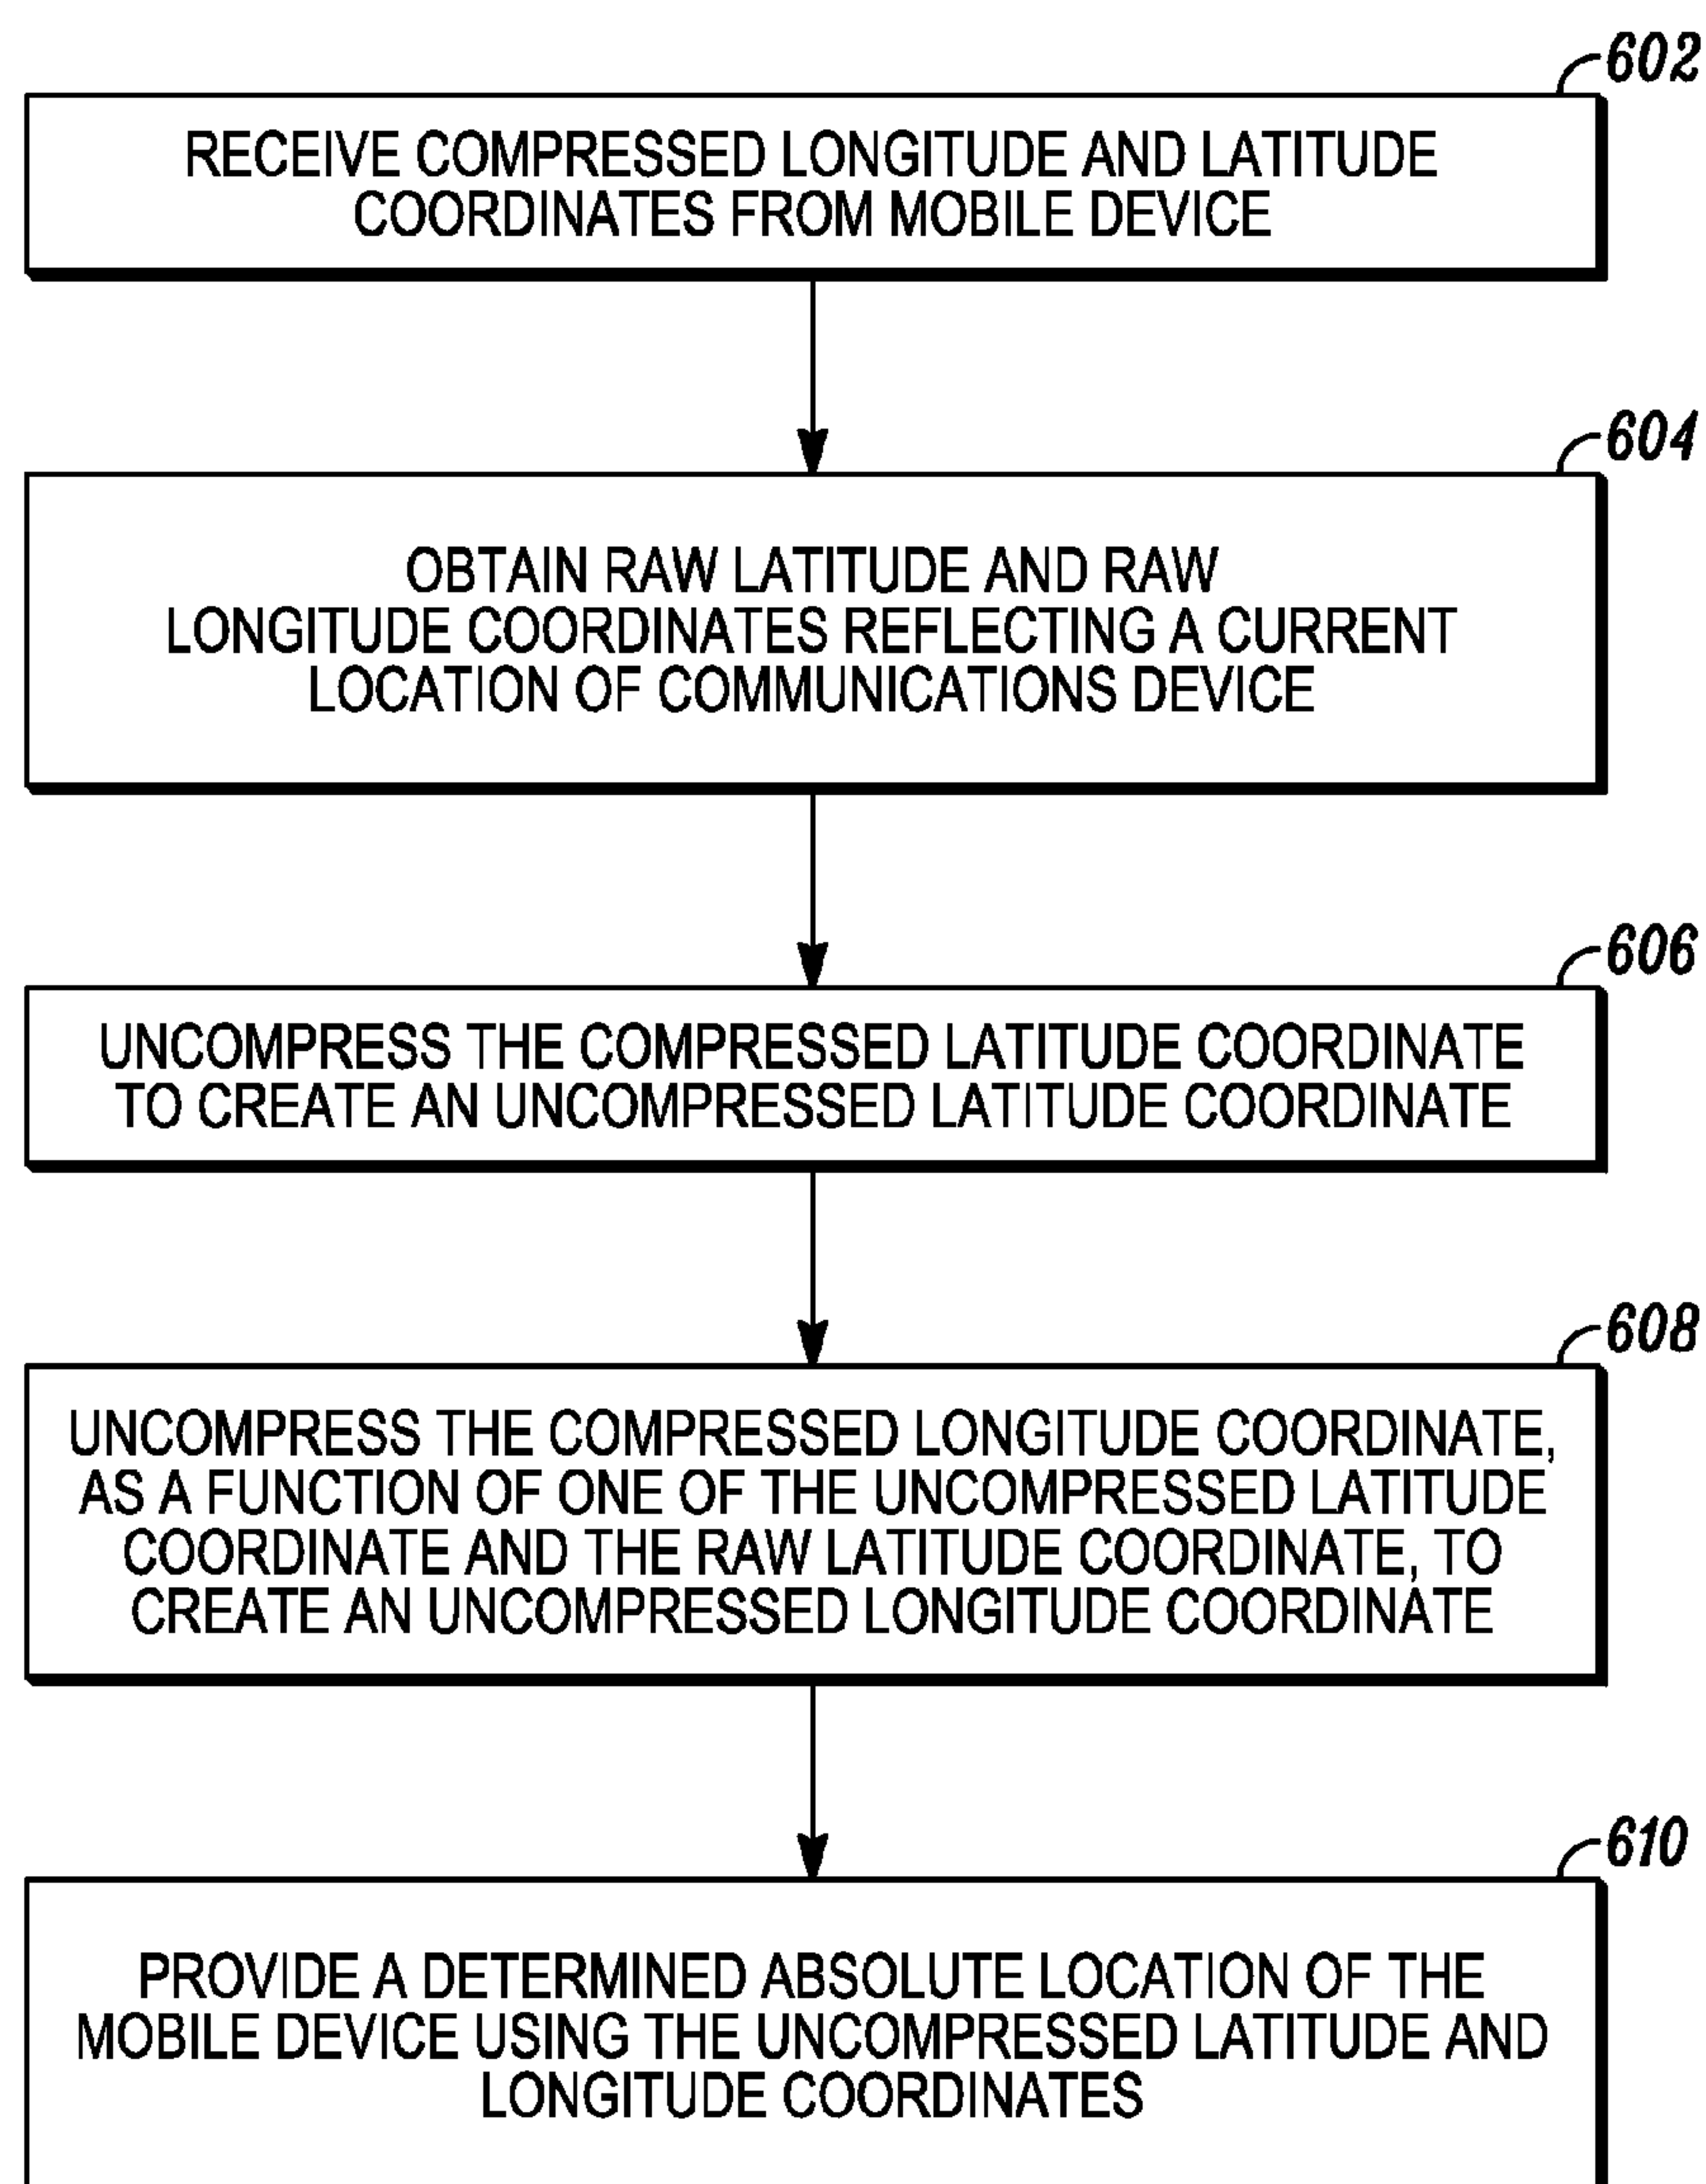 602
RECEIVE COMPRESSED LONGITUDE AND LATITUDE
COORDINATES FROM MOBILE DEVICE
604
OBTAIN RAW LATITUDE AND RAW
LONGITUDE COORDINATES REFLECTING A CURRENT
LOCATION OF COMMUNICATIONS DEVICE
606
UNCOMPRESS THE COMPRESSED LATITUDE COORDINATE
TO CREATE AN UNCOMPRESSED LATITUDE COORDINATE
608
UNCOMPRESS THE COMPRESSED LONGITUDE COORDINATE,
AS A FUNCTION OF ONE OF THE UNCOMPRESSED LATITUDE
COORDINATE AND THE RAW LATITUDE COORDINATE, TO
CREATE AN UNCOMPRESSED LONGITUDE COORDINATE
610
PROVIDE A DETERMINED ABSOLUTE LOCATION OF THE
MOBILE DEVICE USING THE UNCOMPRESSED LATITUDE AND
LONGITUDE COORDINATES